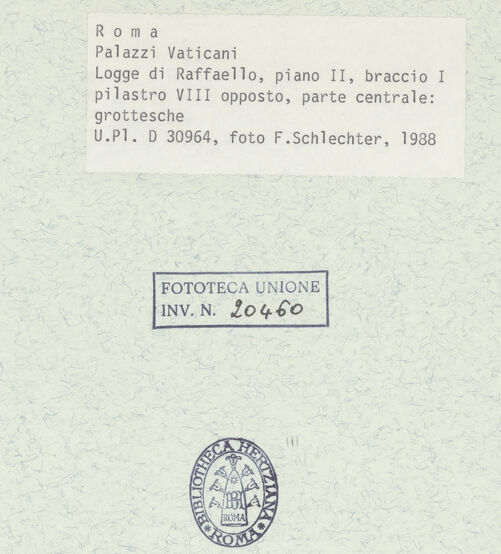 R o m a
Palazzi Vaticani
Logge di Raffaello, piano II, braccio I
pilastro VIII opposto, parte centrale:
grottesche
U.Pl. D 30964, foto F.Schlechter, 1988
FOTOTECA UNIONE
INV. N. 20460
BIBLIOTHECA HERTZIANA
BH
ROMA
* ROMA *